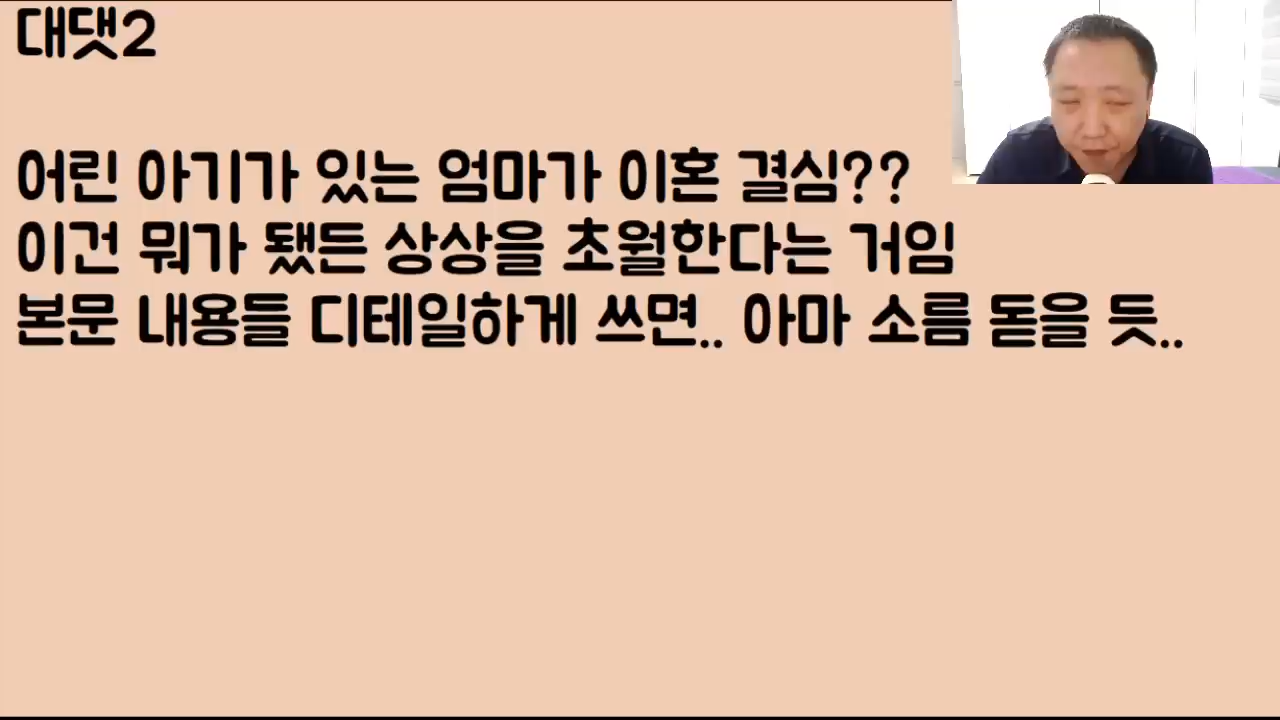 대댓2
어린 아기가 있는 엄마가 이혼 결심??
이건 뭐가 됐든 상상을 초월한다는 거임
본문 내용들 디테일하게 쓰면.. 아마 소름 돋을 듯..